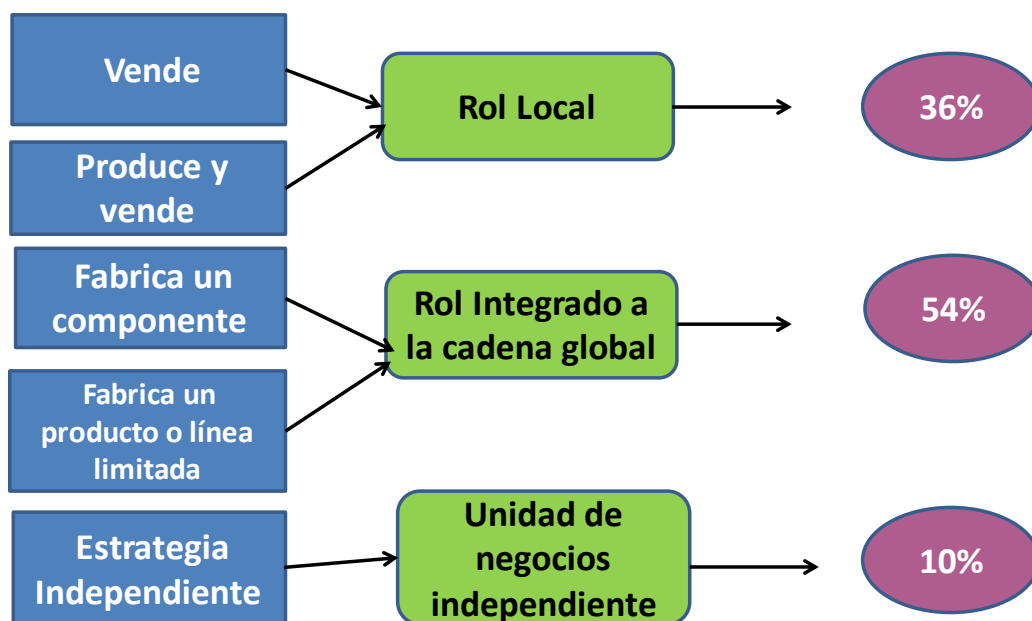 Vende
Rol Local
36%
Produce y
vende
Fabrica un
componente
Rol Integrado a
la cadena global
54%
Fabrica un
producto o línea
limitada
Estrategia
Independiente
Unidad de
negocios
independiente
10%